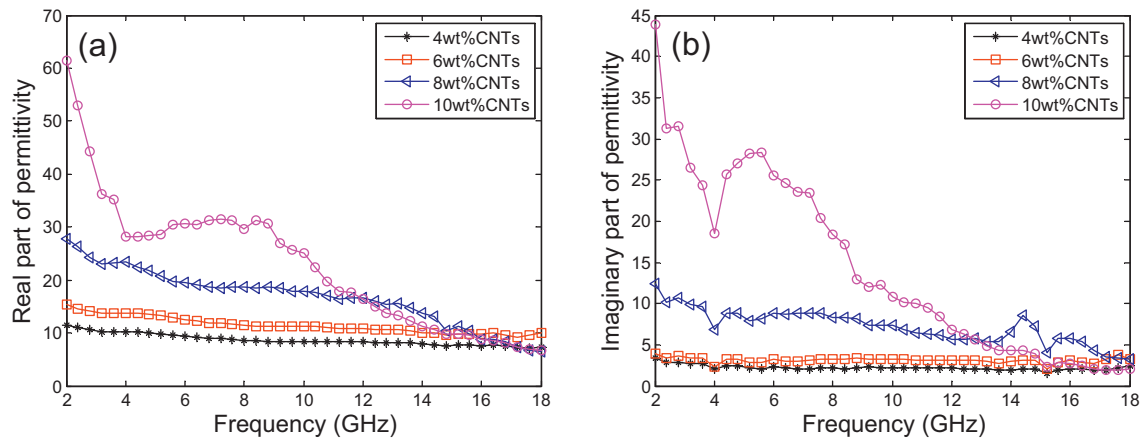 (a)
4wt%CNTs
6wt%CNTs
8wt%CNTs
10wt%CNTs
Real part of permittivity
70
60
50
40
30
20
10
0
2 4 6 8 10 12 14 16 18
Frequency (GHz)
(b)
4wt%CNTs
6wt%CNTs
8wt%CNTs
10wt%CNTs
Imaginary part of permittivity
45
40
35
30
25
20
15
10
5
0
2 4 6 8 10 12 14 16 18
Frequency (GHz)